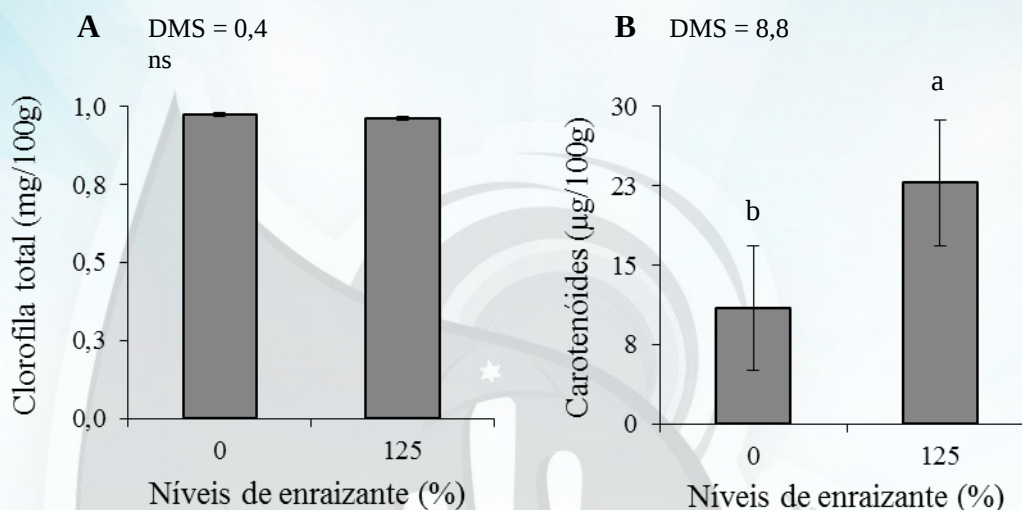 A DMS = 0,4
ns
Clorofila total (mg/100g)
1,0
0,8
0,5
0,3
0,0
0 125
Níveis de enraizante (%)
B DMS = 8,8
a
b
Carotenóides (µg/100g)
30
23
15
8
0
0 125
Níveis de enraizante (%)